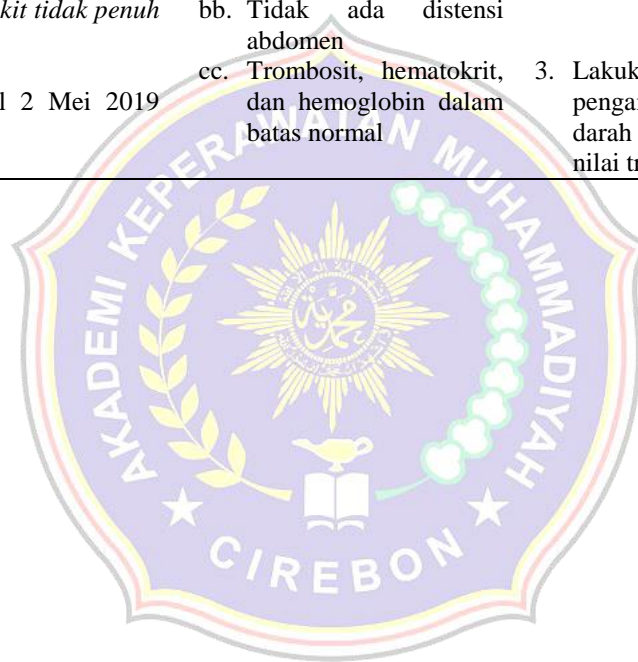 kit tidak penuh
l 2 Mei 2019
bb. Tidak ada distensi
abdomen
cc. Trombosit, hematokrit,
dan hemoglobin dalam
batas normal
3. Lakuk
pengar
darah
nilai tr
AKADEMI KEPERAWATAN MUHAMMADIYAH
CIREBON